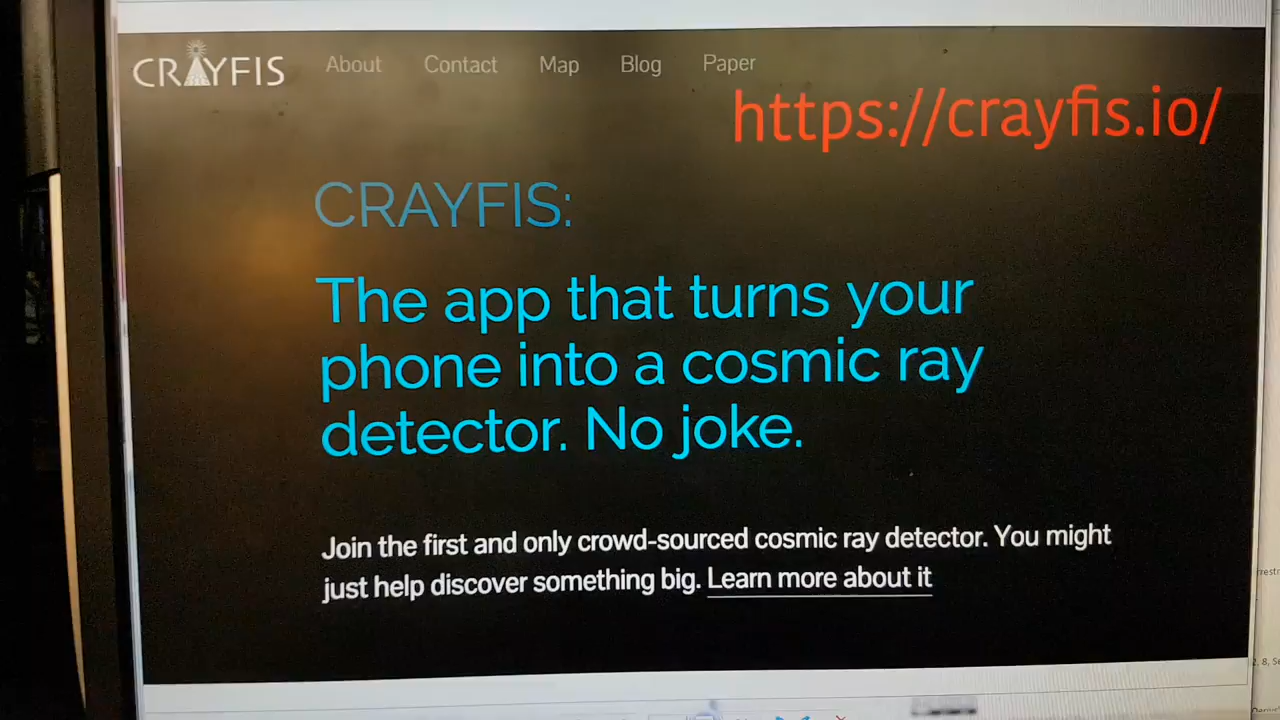 CRAYFIS About Contact Map Blog Paper
https://crayfis.io/
CRAYFIS:
The app that turns your
phone into a cosmic ray
detector. No joke.
Join the first and only crowd-sourced cosmic ray detector. You might
just help discover something big. Learn more about it